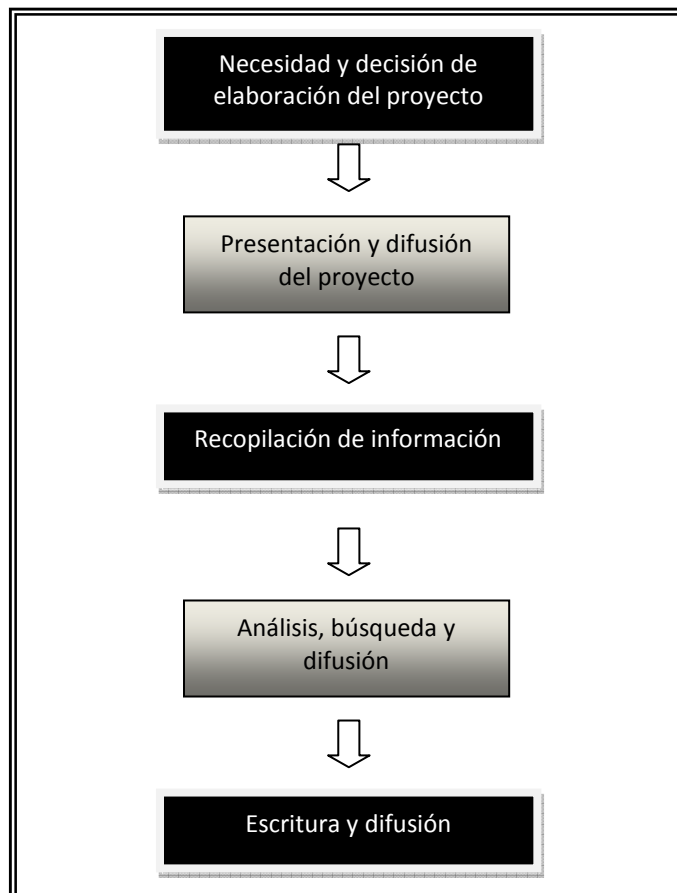 Necesidad y decisión de
elaboración del proyecto
Presentación y difusión
del proyecto
Recopilación de información
Análisis, búsqueda y
difusión
Escritura y difusión